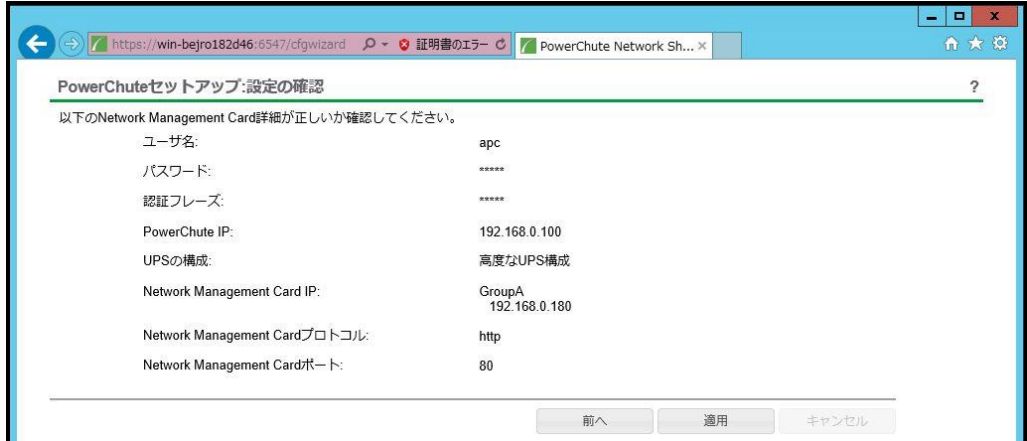 https://win-bejro182d46:6547/cfgwizard 証明書のエラー PowerChute Network Sh... ×
PowerChuteセットアップ:設定の確認 ?
以下のNetwork Management Card詳細が正しいか確認してください。
ユーザ名: apc
パスワード: *****
認証フレーズ: *****
PowerChute IP: 192.168.0.100
UPSの構成: 高度なUPS構成
Network Management Card IP: GroupA
192.168.0.180
Network Management Cardプロトコル: http
Network Management Cardポート: 80
前へ 適用 キャンセル